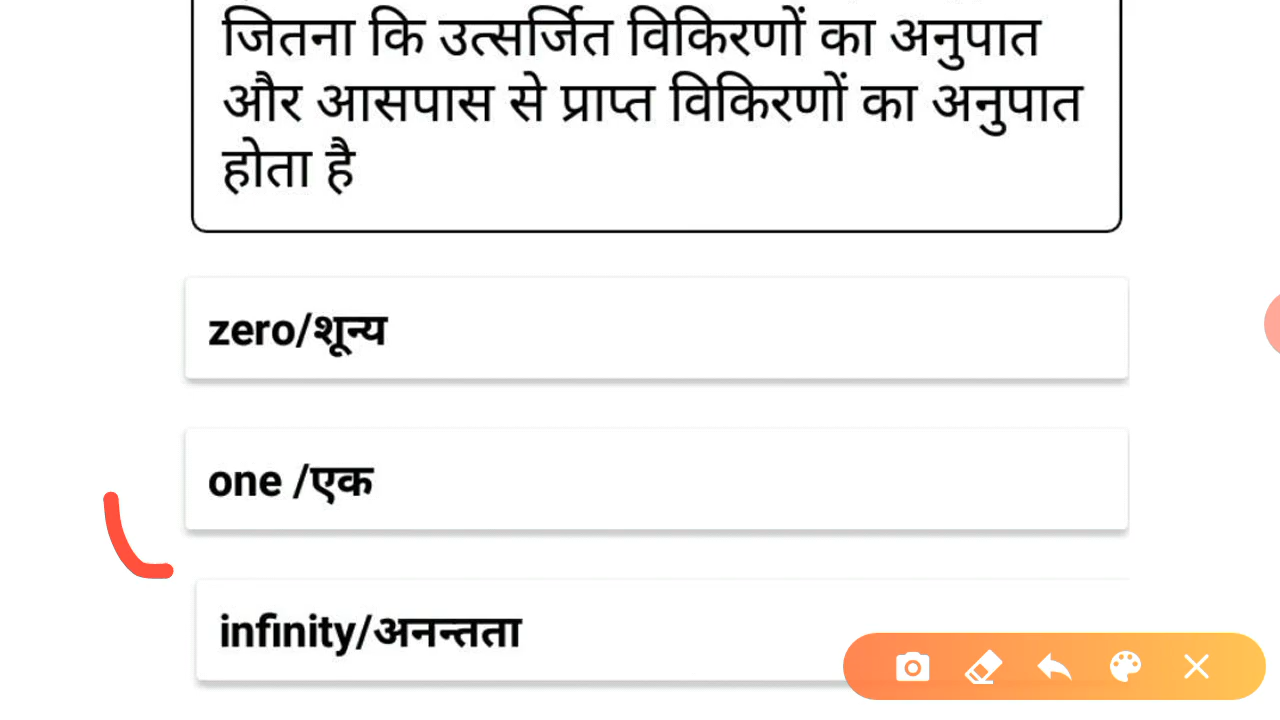 जितना कि उत्सर्जित विकिरणों का अनुपात
और आसपास से प्राप्त विकिरणों का अनुपात
होता है
zero/शून्य
one /एक
infinity/अनन्तता